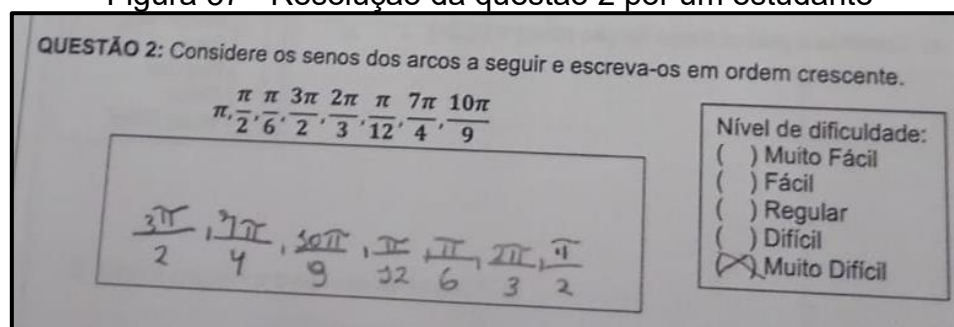 Figura 67 - Resolução da questão 2 por um estudante
QUESTÃO 2: Considere os senos dos arcos a seguir e escreva-os em ordem crescente.
π, π/2, π/6, 3π/2, 2π/3, π/12, 7π/4, 10π/9
3π/2, 7π/4, 10π/9, π/12, π/6, 2π/3, π/2
Nível de dificuldade:
( ) Muito Fácil
( ) Fácil
( ) Regular
( ) Difícil
(X) Muito Difícil